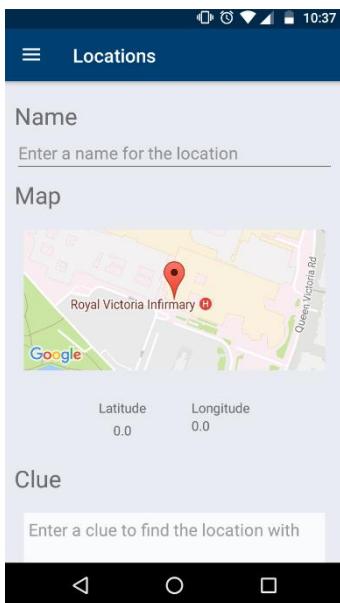 10:37
Locations
Name
Enter a name for the location
Map
Queen Victoria Rd
Royal Victoria Infirmary H
Google
Latitude Longitude
0.0 0.0
Clue
Enter a clue to find the location with